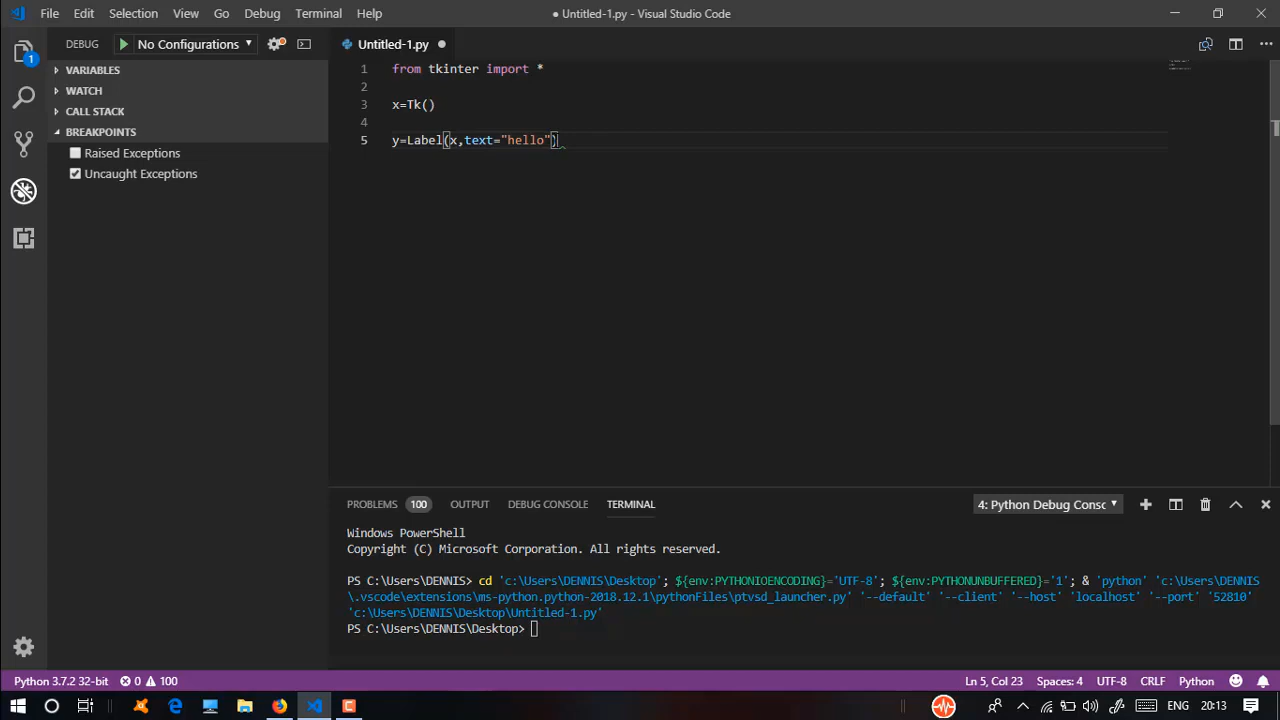 File Edit Selection View Go Debug Terminal Help
● Untitled-1.py - Visual Studio Code
DEBUG No Configurations
Untitled-1.py
VARIABLES
WATCH
CALL STACK
BREAKPOINTS
Raised Exceptions
Uncaught Exceptions
1
1 from tkinter import *
2
3 x=Tk()
4
5 y=Label(x,text="hello")
PROBLEMS 100 OUTPUT DEBUG CONSOLE TERMINAL 4: Python Debug Consc
Windows PowerShell
Copyright (C) Microsoft Corporation. All rights reserved.
PS C:\Users\DENNIS> cd 'c:\Users\DENNIS\Desktop'; ${env:PYTHONIOENCODING}='UTF-8'; ${env:PYTHONUNBUFFERED}='1'; & 'python' 'c:\Users\DENNIS
\.vscode\extensions\ms-python.python-2018.12.1\pythonFiles\ptvsd_launcher.py' '--default' '--client' '--host' 'localhost' '--port' '52810'
'c:\Users\DENNIS\Desktop\Untitled-1.py'
PS C:\Users\DENNIS\Desktop>
Python 3.7.2 32-bit 0 100 Ln 5, Col 23 Spaces: 4 UTF-8 CRLF Python
ENG 20:13